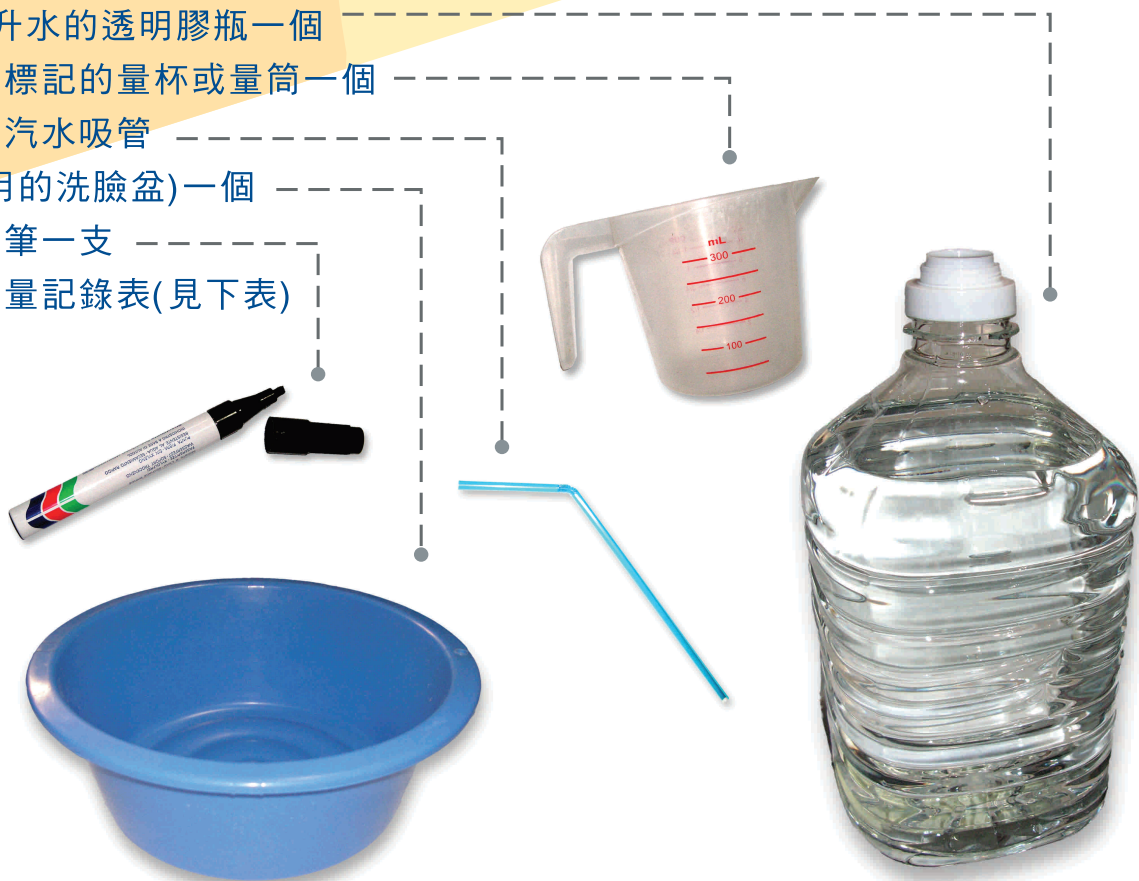 升水的透明膠瓶一個
標記的量杯或量筒一個
汽水吸管
的洗臉盆)一個
筆一支
量記錄表(見下表)
mL
300
200
100